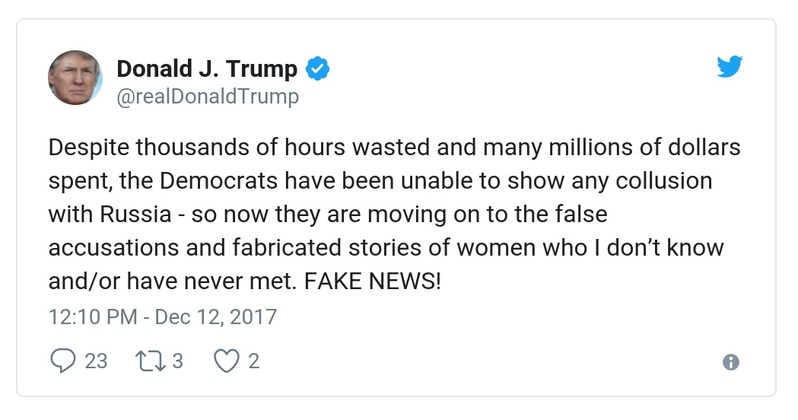 Donald J. Trump
@realDonaldTrump
Despite thousands of hours wasted and many millions of dollars
spent, the Democrats have been unable to show any collusion
with Russia - so now they are moving on to the false
accusations and fabricated stories of women who I don’t know
and/or have never met. FAKE NEWS!
12:10 PM - Dec 12, 2017
23 3 2